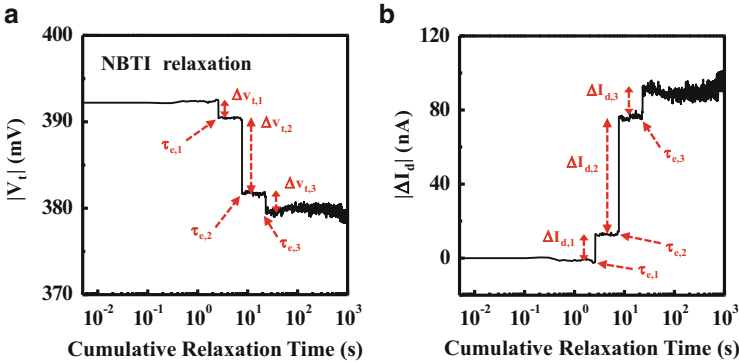 a
NBTI relaxation
|Vt| (mV)
400
390
380
370
Δvt,1
Δvt,2
Δvt,3
τe,1
τe,2
τe,3
10-2 10-1 100 101 102 103
Cumulative Relaxation Time (s)
b
|ΔId| (nA)
120
80
40
0
ΔId,3
ΔId,2
ΔId,1
τe,3
τe,2
τe,1
10-2 10-1 100 101 102 103
Cumulative Relaxation Time (s)